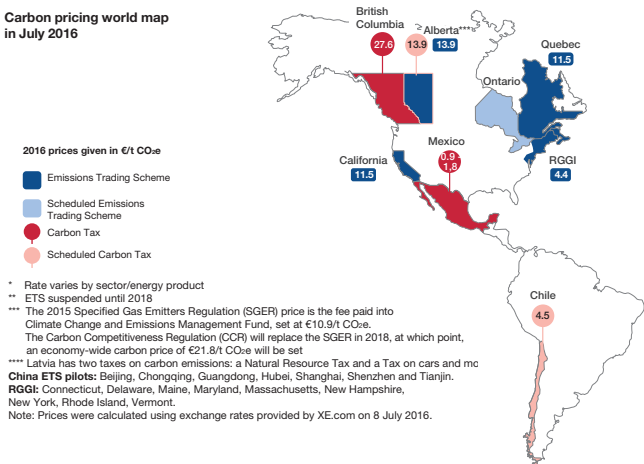 Carbon pricing world map
in July 2016
British
Columbia
27.6
Alberta***
13.9
13.9
Quebec
11.5
Ontario
2016 prices given in €/t CO₂e
Emissions Trading Scheme
Scheduled Emissions
Trading Scheme
Carbon Tax
Scheduled Carbon Tax
California
11.5
Mexico
0.9 -
1.8
RGGI
4.4
Chile
4.5
* Rate varies by sector/energy product
** ETS suspended until 2018
*** The 2015 Specified Gas Emitters Regulation (SGER) price is the fee paid into
Climate Change and Emissions Management Fund, set at €10.9/t CO₂e.
The Carbon Competitiveness Regulation (CCR) will replace the SGER in 2018, at which point,
an economy-wide carbon price of €21.8/t CO₂e will be set
**** Latvia has two taxes on carbon emissions: a Natural Resource Tax and a Tax on cars and
China ETS pilots: Beijing, Chongqing, Guangdong, Hubei, Shanghai, Shenzhen and Tianjin.
RGGI: Connecticut, Delaware, Maine, Maryland, Massachusetts, New Hampshire,
New York, Rhode Island, Vermont.
Note: Prices were calculated using exchange rates provided by XE.com on 8 July 2016.